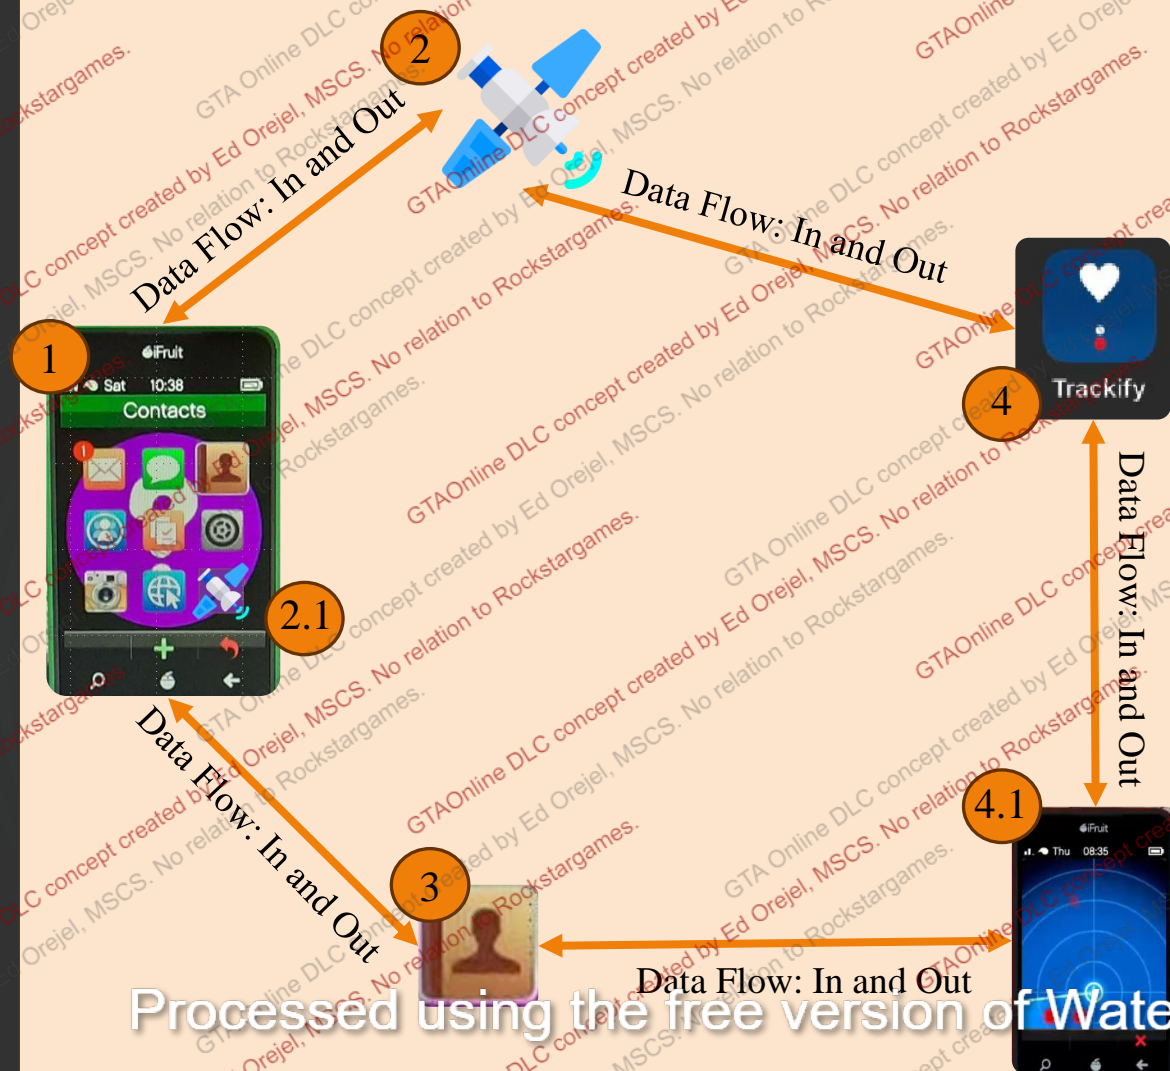 2
Data Flow: In and Out
Data Flow: In and Out
1
iFruit
Sat 10:38
Contacts
1
2.1
Trackify
4
Data Flow: In and Out
Data Flow: In and Out
4.1
iFruit
Thu 08:35
3
Data Flow: In and Out
Processed using the free version of Wate
GTAOnline DLC concept created by Ed Orejel, MSCS. No relation to Rockstargames.
GTA Online DLC concept created by Ed Orejel, MSCS. No relation to Rockstargames.